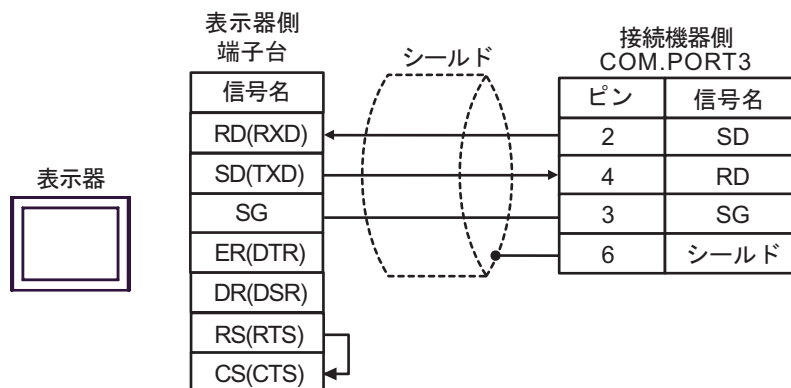 表示器側
端子台
信号名
RD(RXD)
SD(TXD)
SG
ER(DTR)
DR(DSR)
RS(RTS)
CS(CTS)
表示器
シールド
接続機器側
COM.PORT3
ピン 信号名
2 SD
4 RD
3 SG
6 シールド